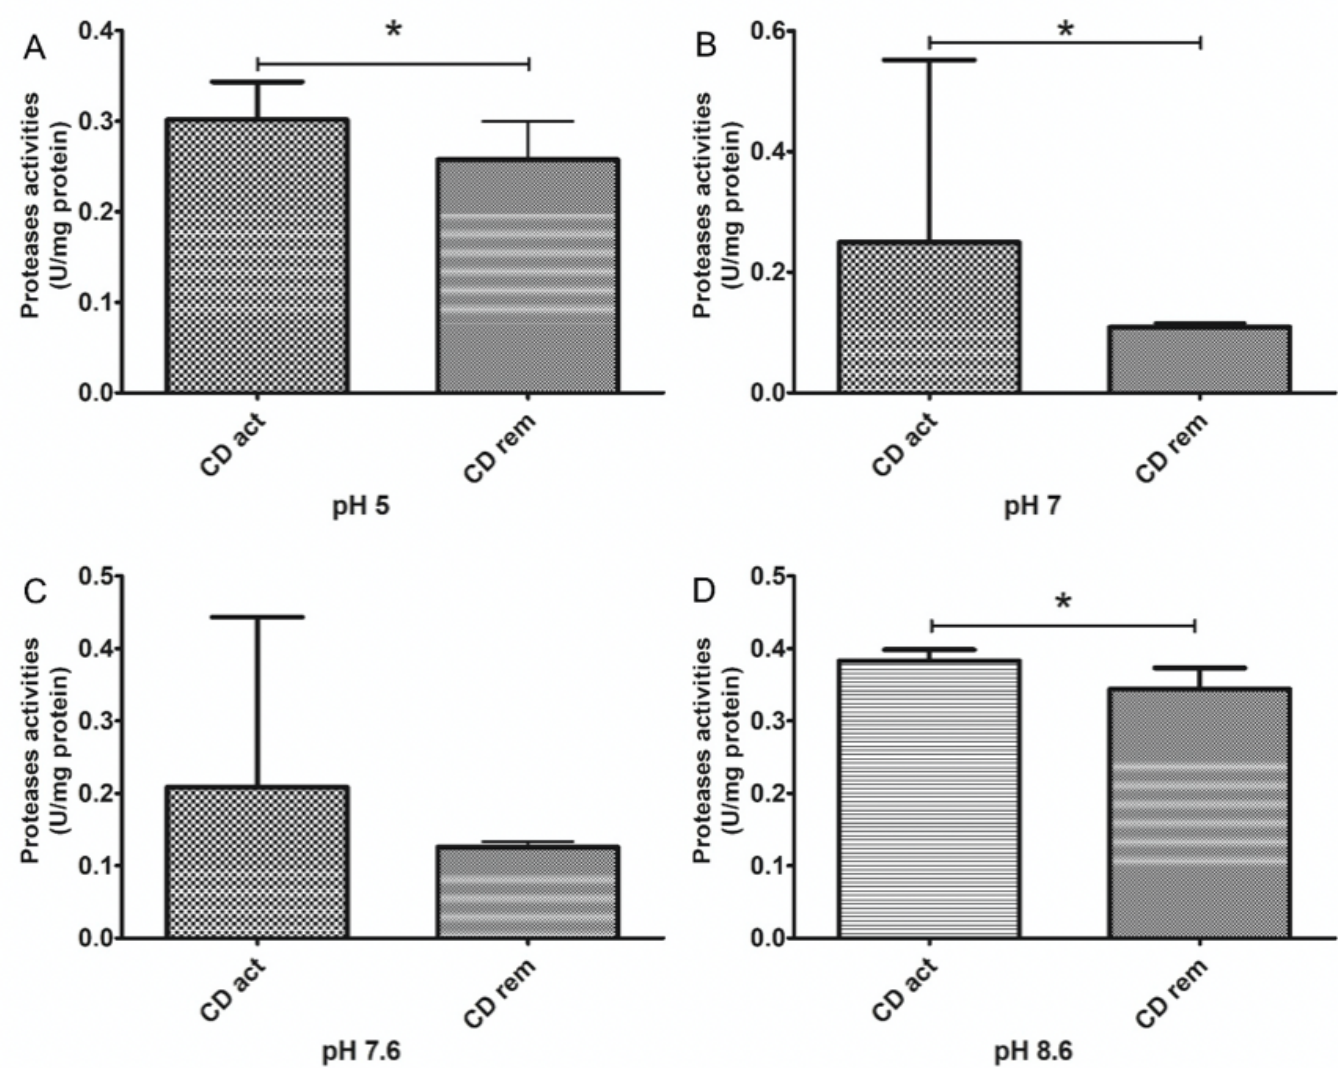 A
Proteases activities
(U/mg protein)
0.4
0.3
0.2
0.1
0.0
*
CD act
CD rem
pH 5
B
Proteases activities
(U/mg protein)
0.6
0.4
0.2
0.0
*
CD act
CD rem
pH 7
C
Proteases activities
(U/mg protein)
0.5
0.4
0.3
0.2
0.1
0.0
CD act
CD rem
pH 7.6
D
Proteases activities
(U/mg protein)
0.5
0.4
0.3
0.2
0.1
0.0
*
CD act
CD rem
pH 8.6